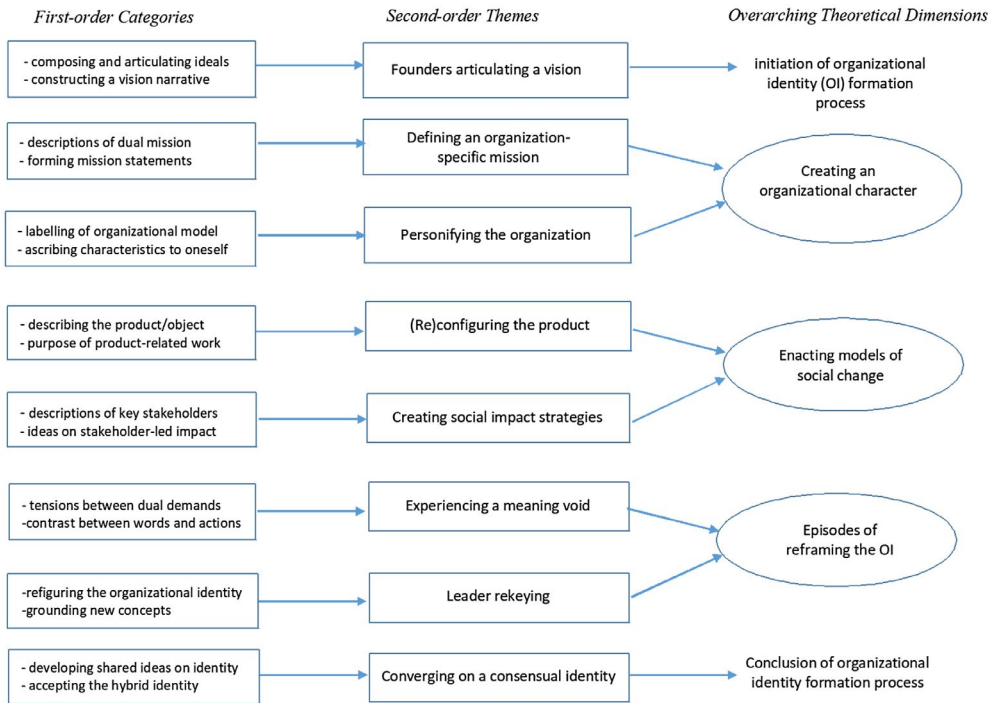 First-order Categories
Second-order Themes
Overarching Theoretical Dimensions
- composing and articulating ideals
- constructing a vision narrative
Founders articulating a vision
initiation of organizational
identity (OI) formation
process
- descriptions of dual mission
- forming mission statements
Defining an organization-
specific mission
Creating an
organizational character
- labelling of organizational model
- ascribing characteristics to oneself
Personifying the organization
- describing the product/object
- purpose of product-related work
(Re)configuring the product
Enacting models of
social change
- descriptions of key stakeholders
- ideas on stakeholder-led impact
Creating social impact strategies
- tensions between dual demands
-contrast between words and actions
Experiencing a meaning void
Episodes of
reframing the OI
-refiguring the organizational identity
-grounding new concepts
Leader rekeying
- developing shared ideas on identity
- accepting the hybrid identity
Converging on a consensual identity
Conclusion of organizational
identity formation process